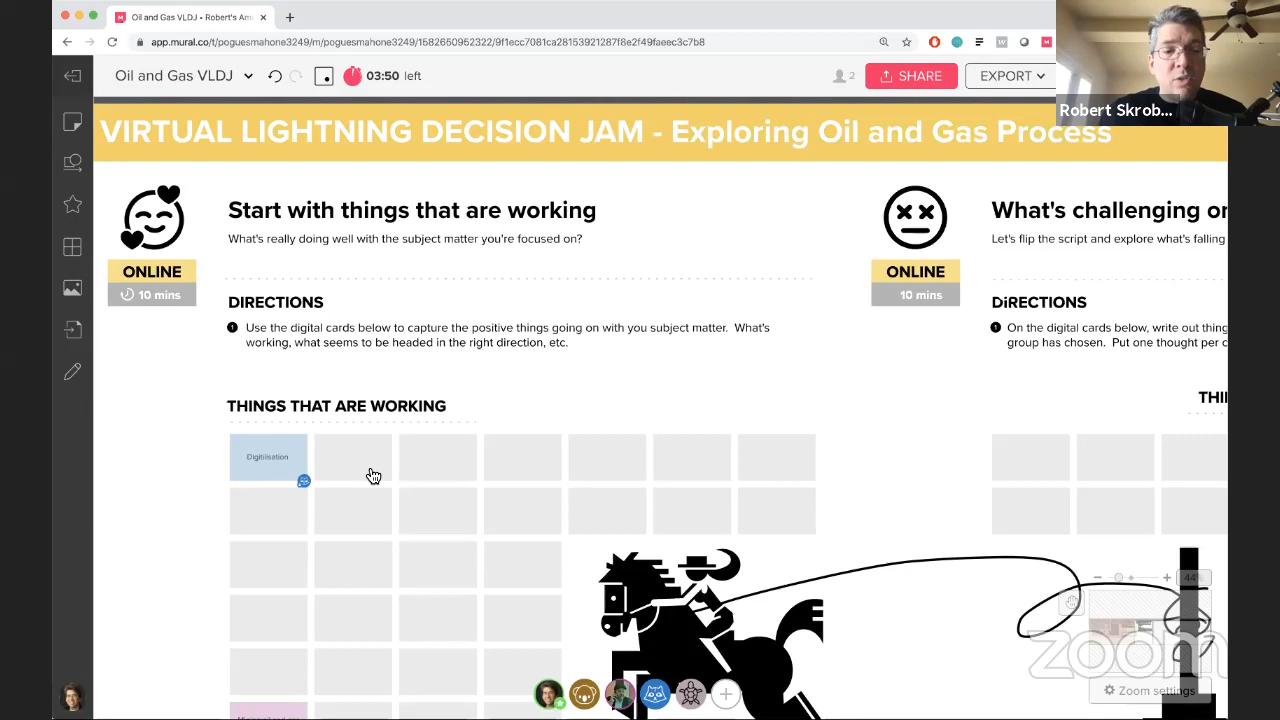 Oil and Gas VLDJ • Robert's Am
app.mural.co/t/poguesmahone3249/m/poguesmahone3249/1582650952322/9f1ecc7081ca28153921287f8e2f49faeec3c7b8
Oil and Gas VLDJ
03:50 left
2
SHARE
EXPORT
Robert Skrob...
VIRTUAL LIGHTNING DECISION JAM - Exploring Oil and Gas Process
Start with things that are working
What's really doing well with the subject matter you're focused on?
ONLINE
10 mins
DIRECTIONS
1 Use the digital cards below to capture the positive things going on with you subject matter. What's
working, what seems to be headed in the right direction, etc.
THINGS THAT ARE WORKING
Digitilisation
What's challenging or
Let's flip the script and explore what's falling
ONLINE
10 mins
DiRECTIONS
1 On the digital cards below, write out thing
group has chosen. Put one thought per c
THI
44%
zoom
Zoom settings